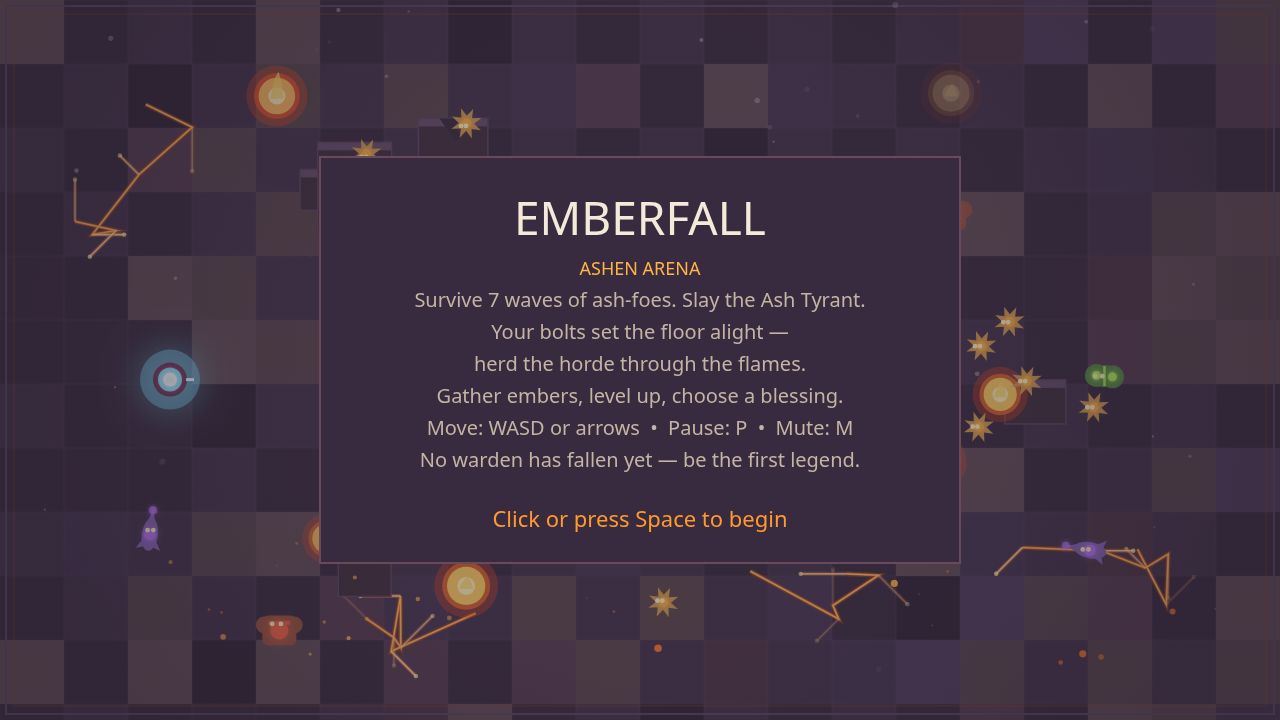 EMBERFALL
ASHEN ARENA
Survive 7 waves of ash-foes. Slay the Ash Tyrant.
Your bolts set the floor alight —
herd the horde through the flames.
Gather embers, level up, choose a blessing.
Move: WASD or arrows • Pause: P • Mute: M
No warden has fallen yet — be the first legend.
Click or press Space to begin